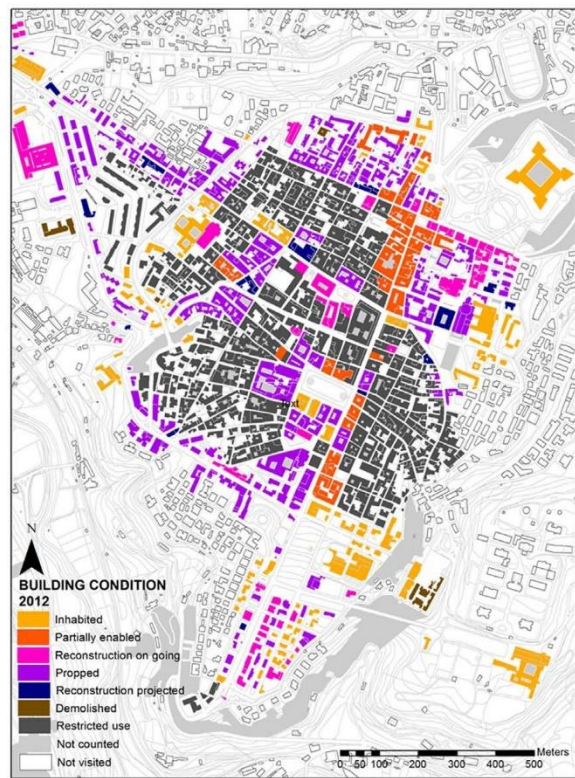 Text
N
BUILDING CONDITION
2012
Inhabited
Partially enabled
Reconstruction on going
Propped
Reconstruction projected
Demolished
Restricted use
Not counted
Not visited
Meters
0 50 100 200 300 400 500